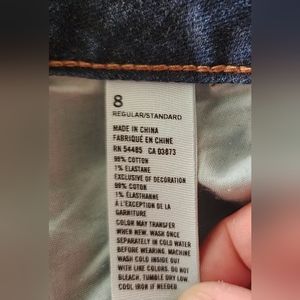 8
REGULAR/STANDARD
MADE IN CHINA
FABRIQUÉ EN CHINE
RN 54485 CA 03873
99% COTTON
1% ELASTANE
EXCLUSIVE OF DECORATION
99% COTON
1% ÉLASTHANNE
À L'EXCEPTION DE LA
GARNITURE
COLOR MAY TRANSFER
WHEN NEW. WASH ONCE
SEPARATELY IN COLD WATER
BEFORE WEARING. MACHINE
WASH COLD INSIDE OUT
WITH LIKE COLORS. DO NOT
BLEACH. TUMBLE DRY LOW
COOL IRON IF NEEDED